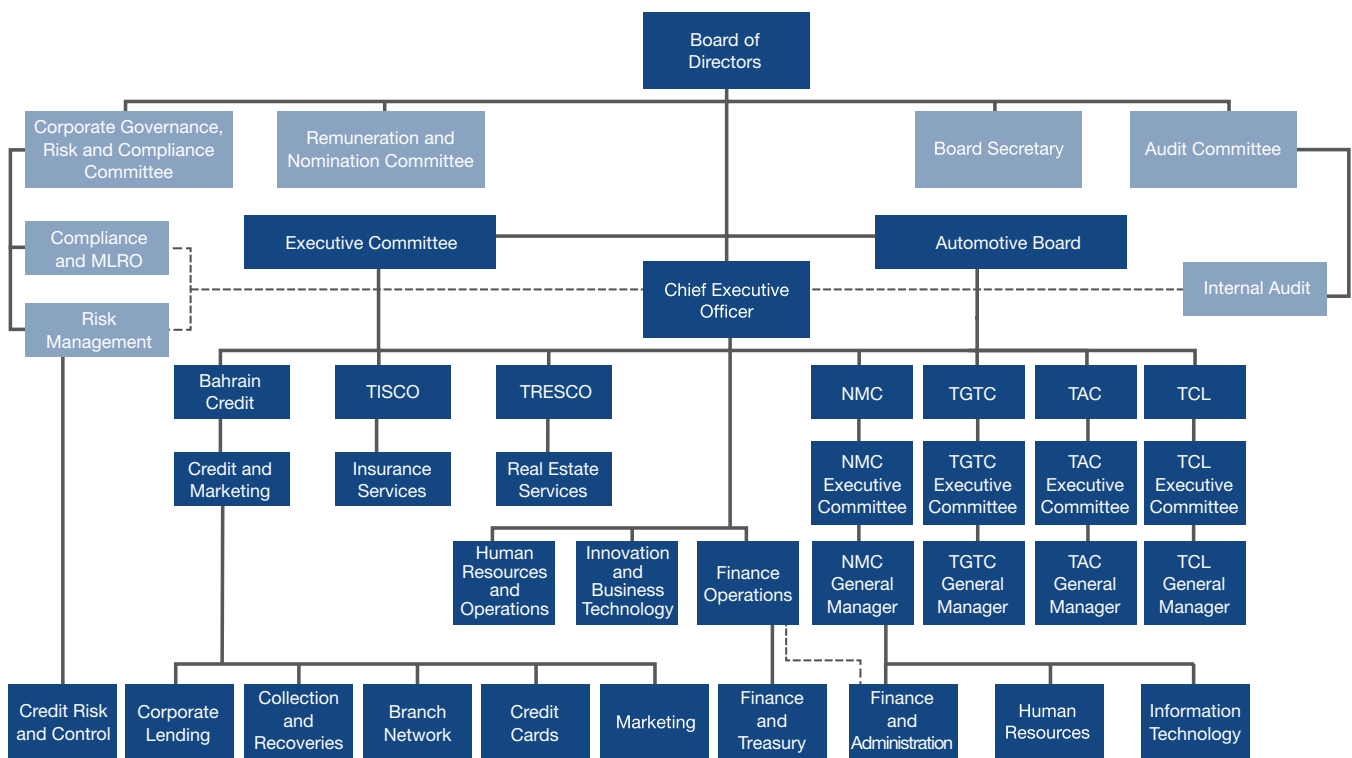 Board of
Directors
Corporate Governance,
Risk and Compliance
Committee
Remuneration and
Nomination Committee
Board Secretary
Audit Committee
Compliance
and MLRO
Executive Committee
Automotive Board
Chief Executive
Officer
Internal Audit
Risk
Management
Bahrain
Credit
TISCO
TRESCO
NMC
TGTC
TAC
TCL
Credit and
Marketing
Insurance
Services
Real Estate
Services
NMC
Executive
Committee
TGTC
Executive
Committee
TAC
Executive
Committee
TCL
Executive
Committee
Human
Resources
and
Operations
Innovation
and
Business
Technology
Finance
Operations
NMC
General
Manager
TGTC
General
Manager
TAC
General
Manager
TCL
General
Manager
Credit Risk
and Control
Corporate
Lending
Collection
and
Recoveries
Branch
Network
Credit
Cards
Marketing
Finance
and
Treasury
Finance
and
Administration
Human
Resources
Information
Technology